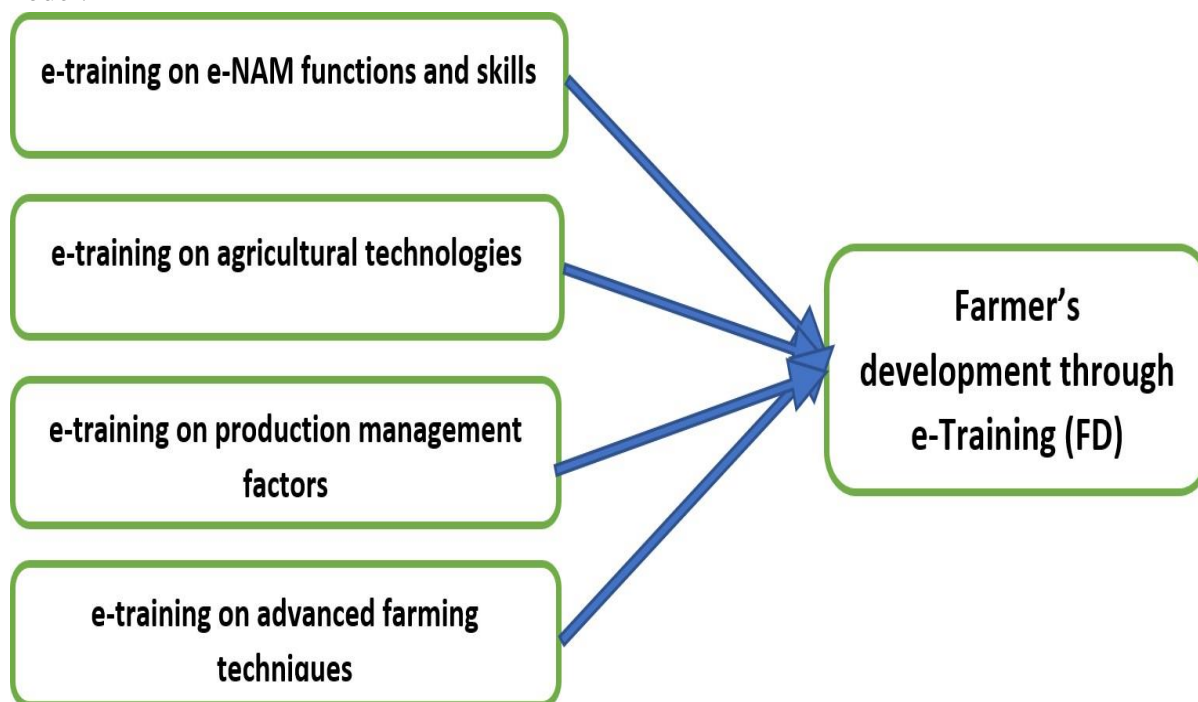 e-training on e-NAM functions and skills
e-training on agricultural technologies
e-training on production management
factors
e-training on advanced farming
techniques
Farmer’s
development through
e-Training (FD)